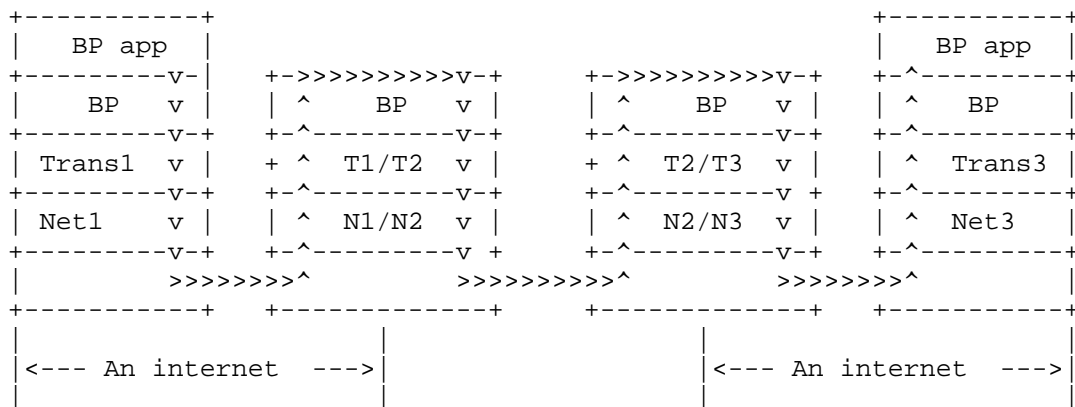 +-----------+                                         +-----------+
|   BP app  |                                         |   BP app  |
+---------v-|   +->>>>>>>>>>v-+     +->>>>>>>>>>v-+   +-^---------+
|   BP    v |   | ^    BP   v |     | ^    BP   v |   | ^   BP    |
+---------v-+   +-^---------v-+     +-^---------v-+   +-^---------+
| Trans1  v |   + ^  T1/T2  v |     + ^  T2/T3  v |   | ^  Trans3 |
+---------v-+   +-^---------v-+     +-^---------v +   +-^---------+
| Net1    v |   | ^  N1/N2  v |     | ^  N2/N3  v |   | ^  Net3   |
+---------v-+   +-^---------v +     +-^---------v-+   +-^---------+
|         >>>>>>>>^         >>>>>>>>>>^         >>>>>>>>^         |
+-----------+   +-------------+     +-------------+   +-----------+
|                      |                   |                      |
|<--- An internet  --->|                   |<--- An internet  --->|
|                      |                   |                      |